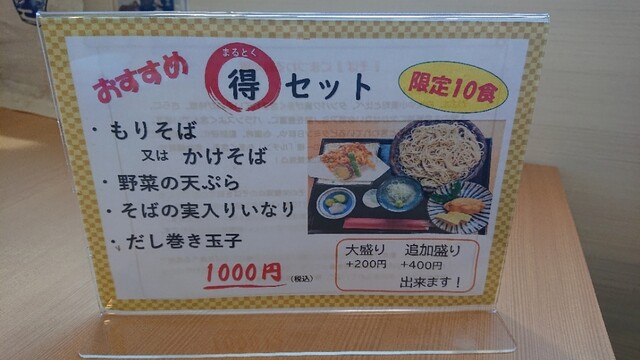 おすすめ
まるとく
得セット
限定10食
・もりそば
又は かけそば
・野菜の天ぷら
・そばの実入りいなり
・だし巻き玉子
1000円（税込）
大盛り 追加盛り
+200円 +400円
出来ます！